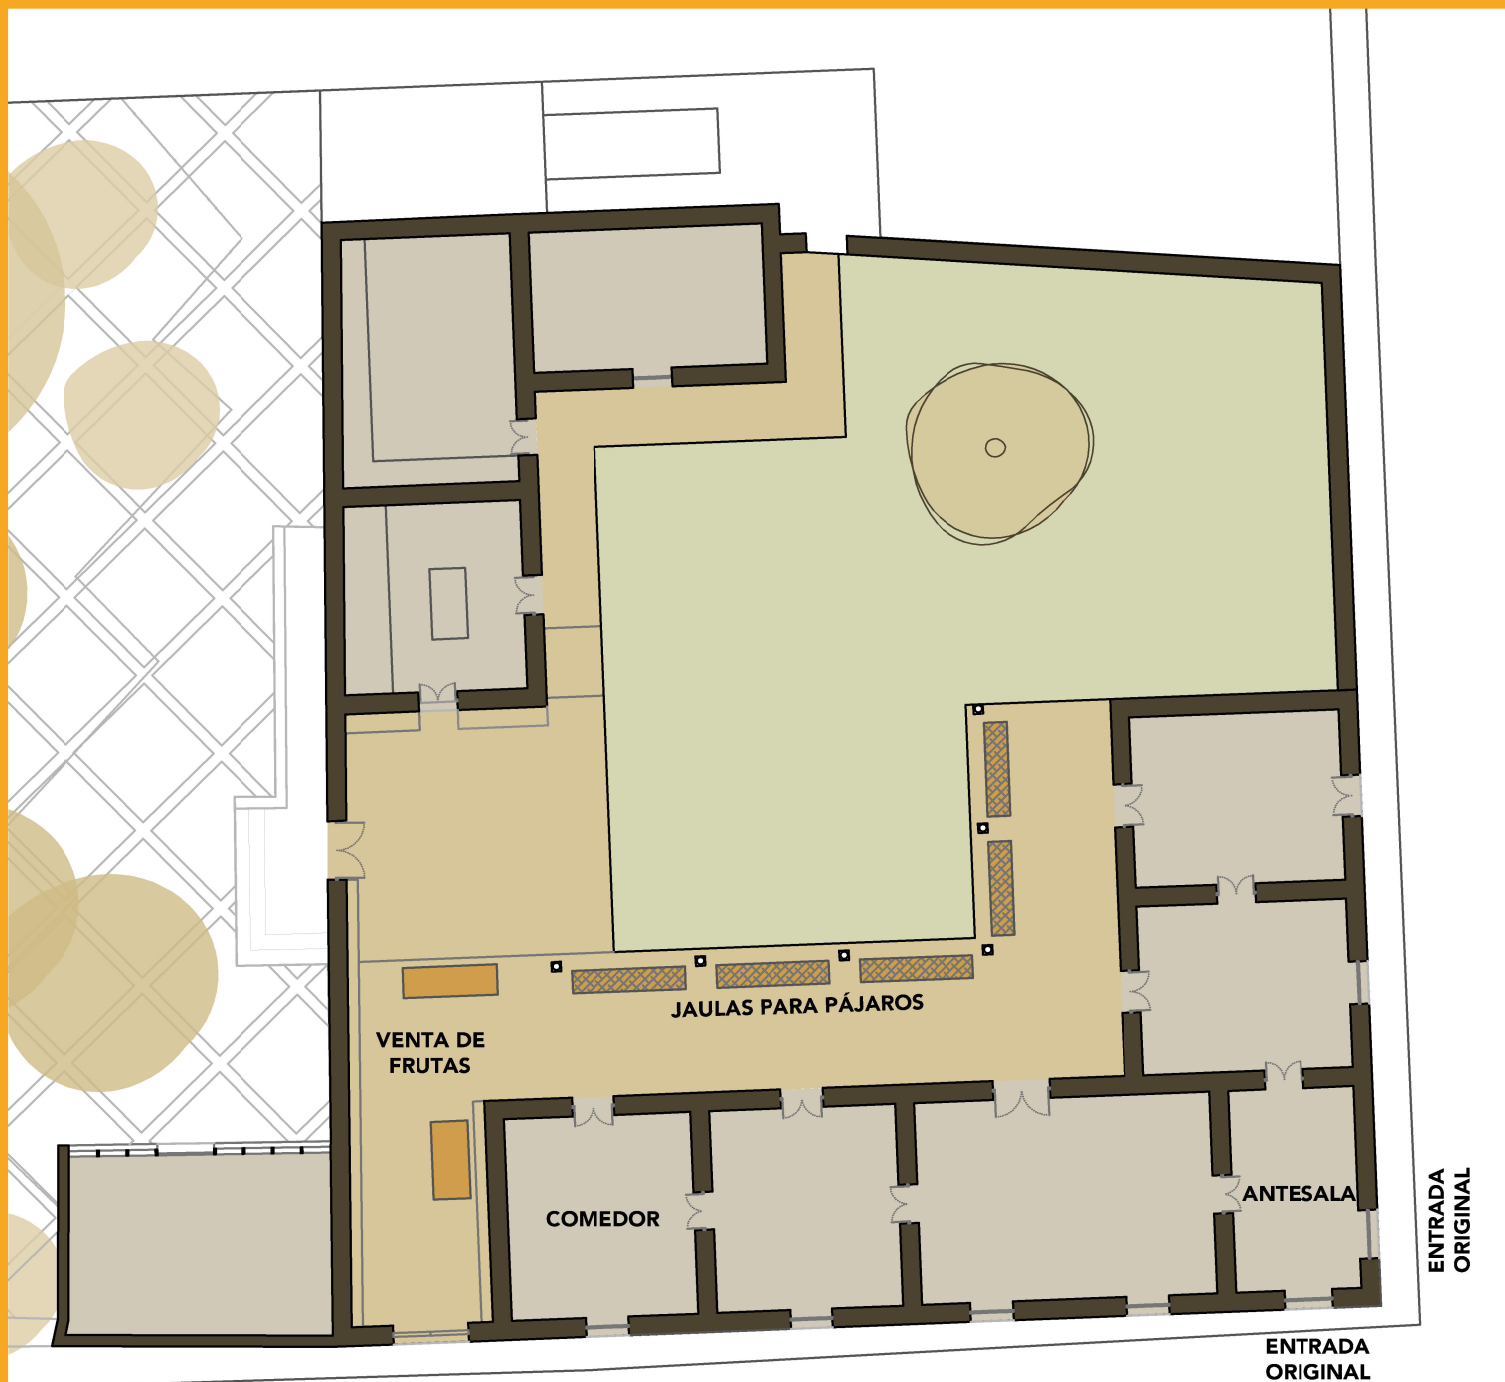 JAULAS PARA PÁJAROS
VENTA DE
FRUTAS
COMEDOR
ANTESALA
ENTRADA
ORIGINAL
ENTRADA
ORIGINAL